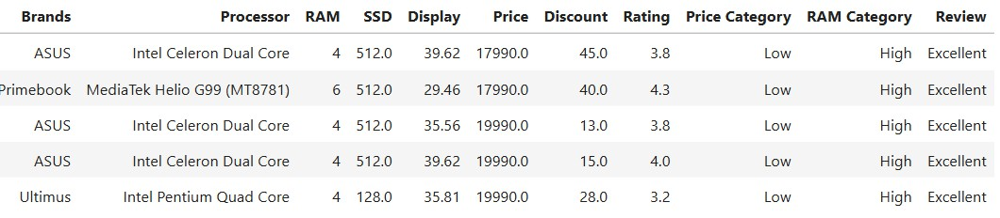 Brands Processor RAM SSD Display Price Discount Rating Price Category RAM Category Review
ASUS Intel Celeron Dual Core 4 512.0 39.62 17990.0 45.0 3.8 Low High Excellent
Primebook MediaTek Helio G99 (MT8781) 6 512.0 29.46 17990.0 40.0 4.3 Low High Excellent
ASUS Intel Celeron Dual Core 4 512.0 35.56 19990.0 13.0 3.8 Low High Excellent
ASUS Intel Celeron Dual Core 4 512.0 39.62 19990.0 15.0 4.0 Low High Excellent
Ultimus Intel Pentium Quad Core 4 128.0 35.81 19990.0 28.0 3.2 Low High Excellent